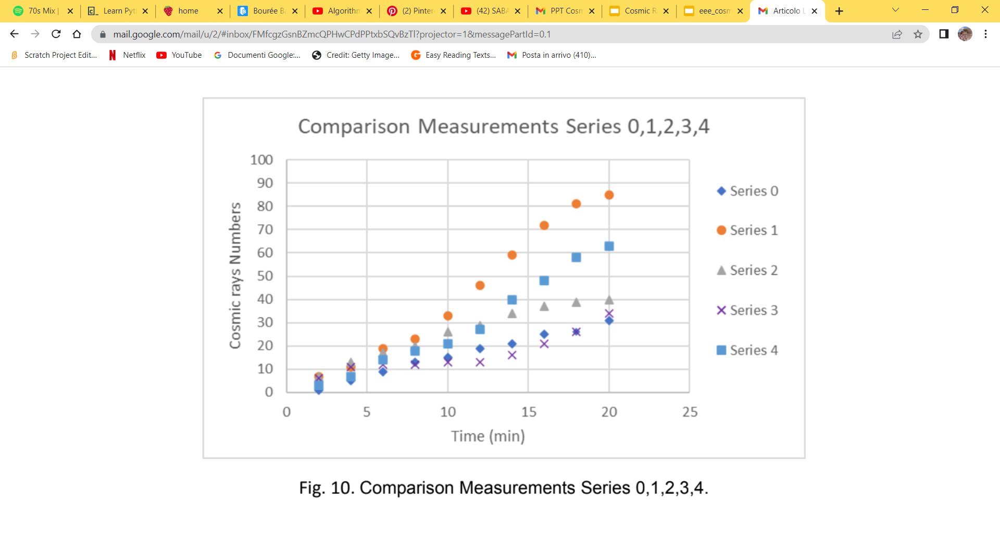 70s Mix |
Learn Pyt
home
Bourée Ba
Algorithm
(2) Pinter
(42) SABA
PPT Cosm
Cosmic R
eee_cosm
Articolo L
mail.google.com/mail/u/2/#inbox/FMfcgzGsnBZmcQPHwCPdPPtxbSQvBzTl?projector=1&messagePartId=0.1
Scratch Project Edit...
Netflix
YouTube
Documenti Google:...
Credit: Getty Image...
Easy Reading Texts...
Posta in arrivo (410)...
Comparison Measurements Series 0,1,2,3,4
Cosmic rays Numbers
100
90
80
70
60
50
40
30
20
10
0
0 5 10 15 20 25
Time (min)
Series 0
Series 1
Series 2
Series 3
Series 4
Fig. 10. Comparison Measurements Series 0,1,2,3,4.